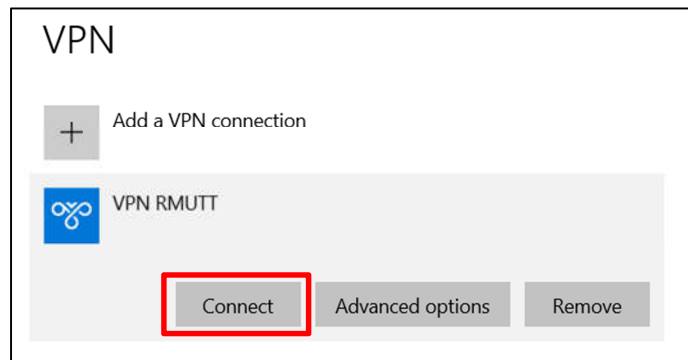 VPN
Add a VPN connection
VPN RMUTT
Connect Advanced options Remove